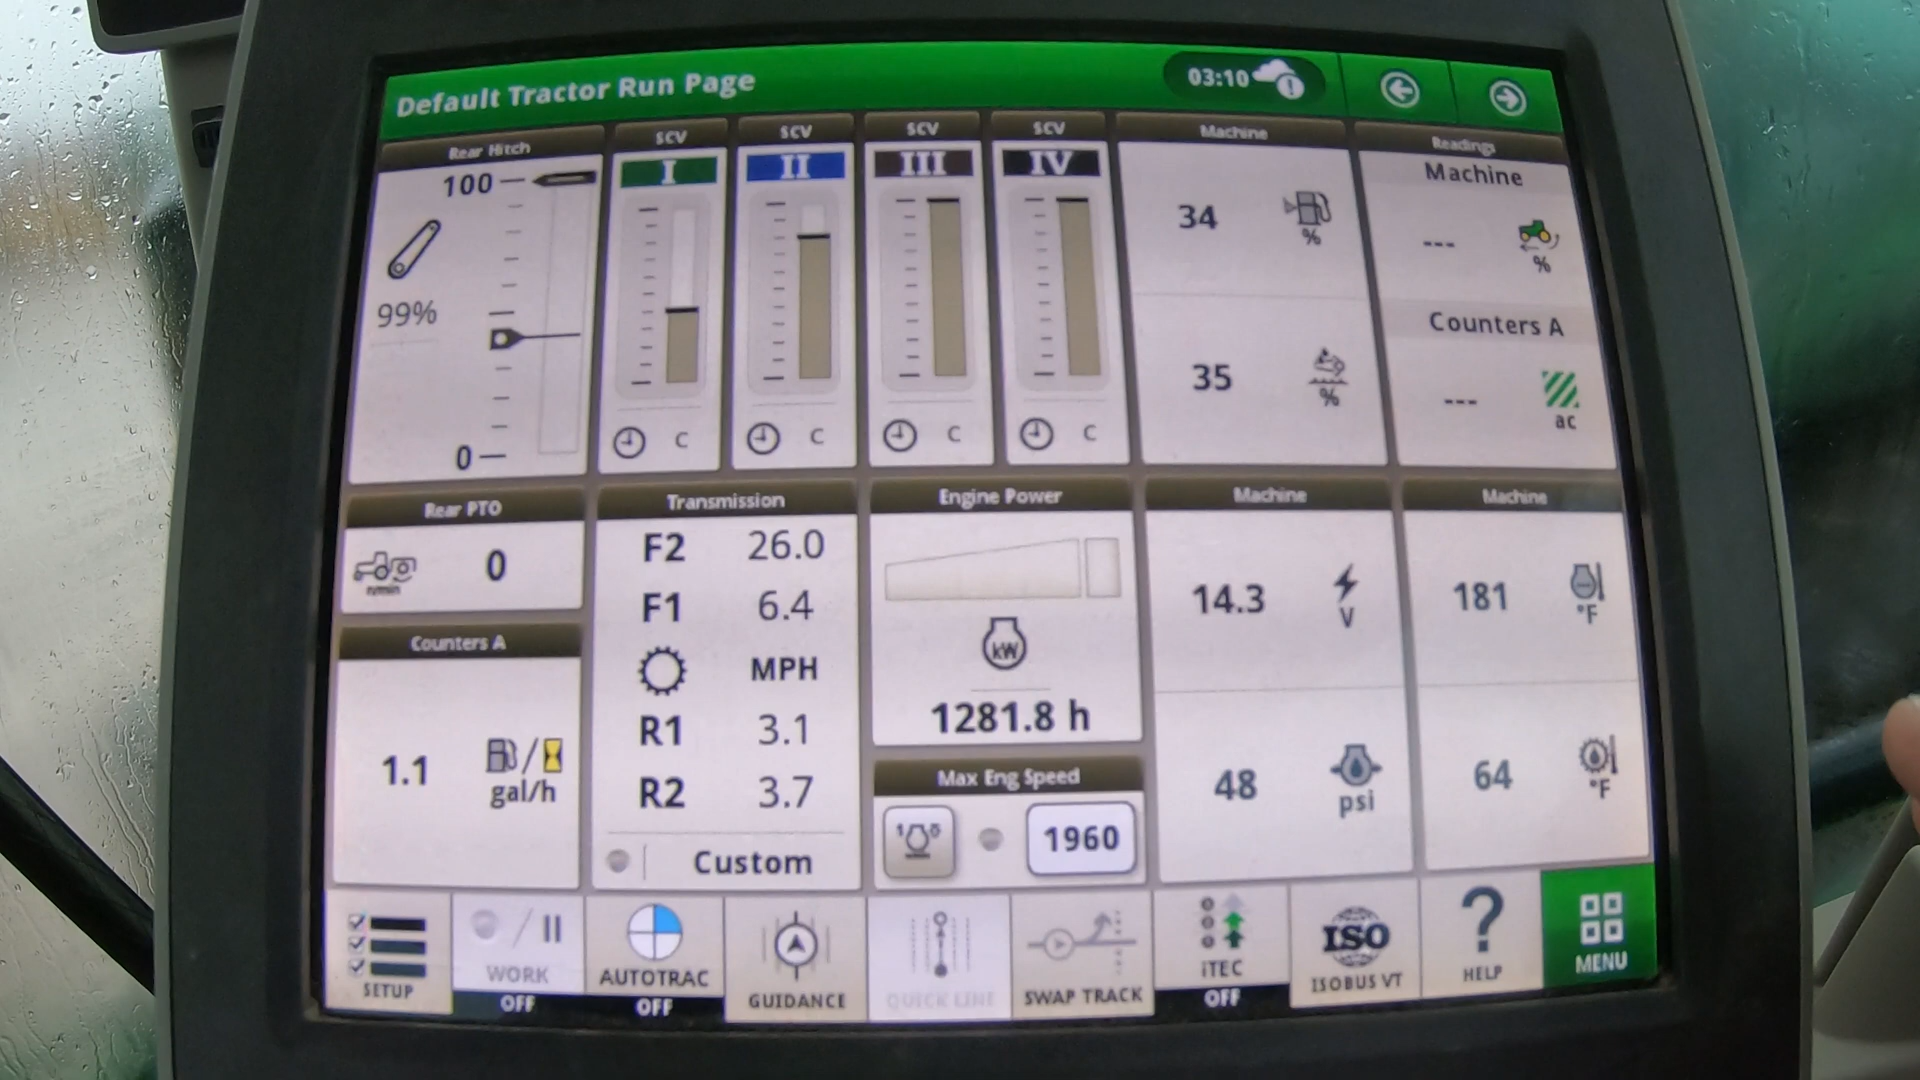 Default Tractor Run Page
03:10
Rear Hitch
100
99%
0
SCV
I
C
SCV
II
C
SCV
III
C
SCV
IV
C
Machine
34
%
35
%
Readings
Machine
---
%
Counters A
---
ac
Rear PTO
0
n/min
Counters A
1.1
/
gal/h
Transmission
F2 26.0
F1 6.4
MPH
R1 3.1
R2 3.7
Custom
Engine Power
kW
1281.8 h
Max Eng Speed
1960
Machine
14.3
V
48
psi
Machine
181
°F
64
°F
SETUP
WORK
OFF
AUTOTRAC
OFF
GUIDANCE
QUICK LINE
SWAP TRACK
iTEC
OFF
ISO
ISOBUS VT
?
HELP
MENU